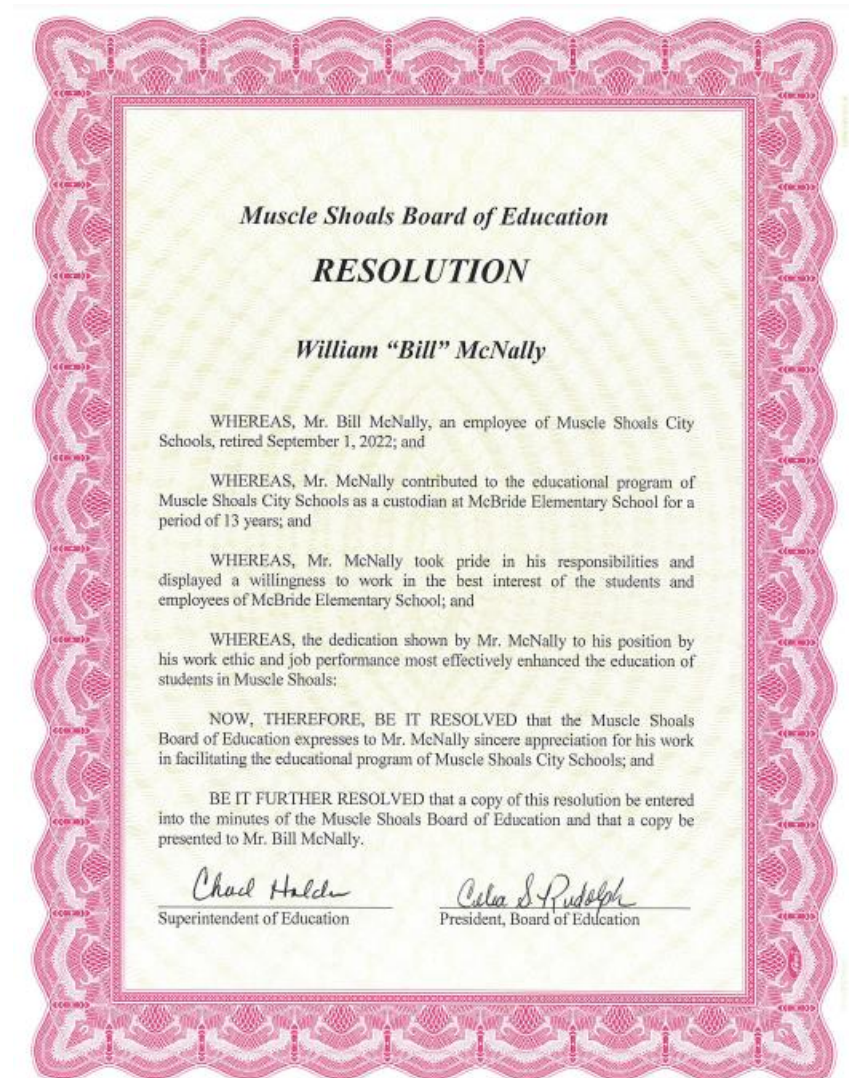 Muscle Shoals Board of Education
RESOLUTION
William “Bill” McNally
WHEREAS, Mr. Bill McNally, an employee of Muscle Shoals City
Schools, retired September 1, 2022; and
WHEREAS, Mr. McNally contributed to the educational program of
Muscle Shoals City Schools as a custodian at McBride Elementary School for a
period of 13 years; and
WHEREAS, Mr. McNally took pride in his responsibilities and
displayed a willingness to work in the best interest of the students and
employees of McBride Elementary School; and
WHEREAS, the dedication shown by Mr. McNally to his position by
his work ethic and job performance most effectively enhanced the education of
students in Muscle Shoals:
NOW, THEREFORE, BE IT RESOLVED that the Muscle Shoals
Board of Education expresses to Mr. McNally sincere appreciation for his work
in facilitating the educational program of Muscle Shoals City Schools; and
BE IT FURTHER RESOLVED that a copy of this resolution be entered
into the minutes of the Muscle Shoals Board of Education and that a copy be
presented to Mr. Bill McNally.
Chad Holden Celia S Rudolph
Superintendent of Education President, Board of Education